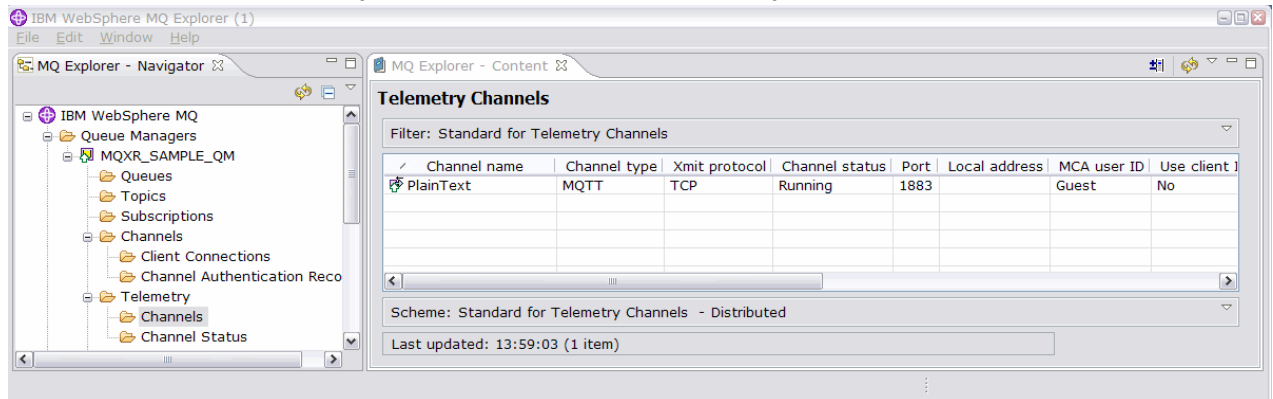 IBM WebSphere MQ Explorer (1)
File Edit Window Help
MQ Explorer - Navigator
IBM WebSphere MQ
Queue Managers
MQXR_SAMPLE_QM
Queues
Topics
Subscriptions
Channels
Client Connections
Channel Authentication Reco
Telemetry
Channels
Channel Status
MQ Explorer - Content
Telemetry Channels
Filter: Standard for Telemetry Channels
Channel name Channel type Xmit protocol Channel status Port Local address MCA user ID Use client I
PlainText MQTT TCP Running 1883 Guest No
Scheme: Standard for Telemetry Channels - Distributed
Last updated: 13:59:03 (1 item)